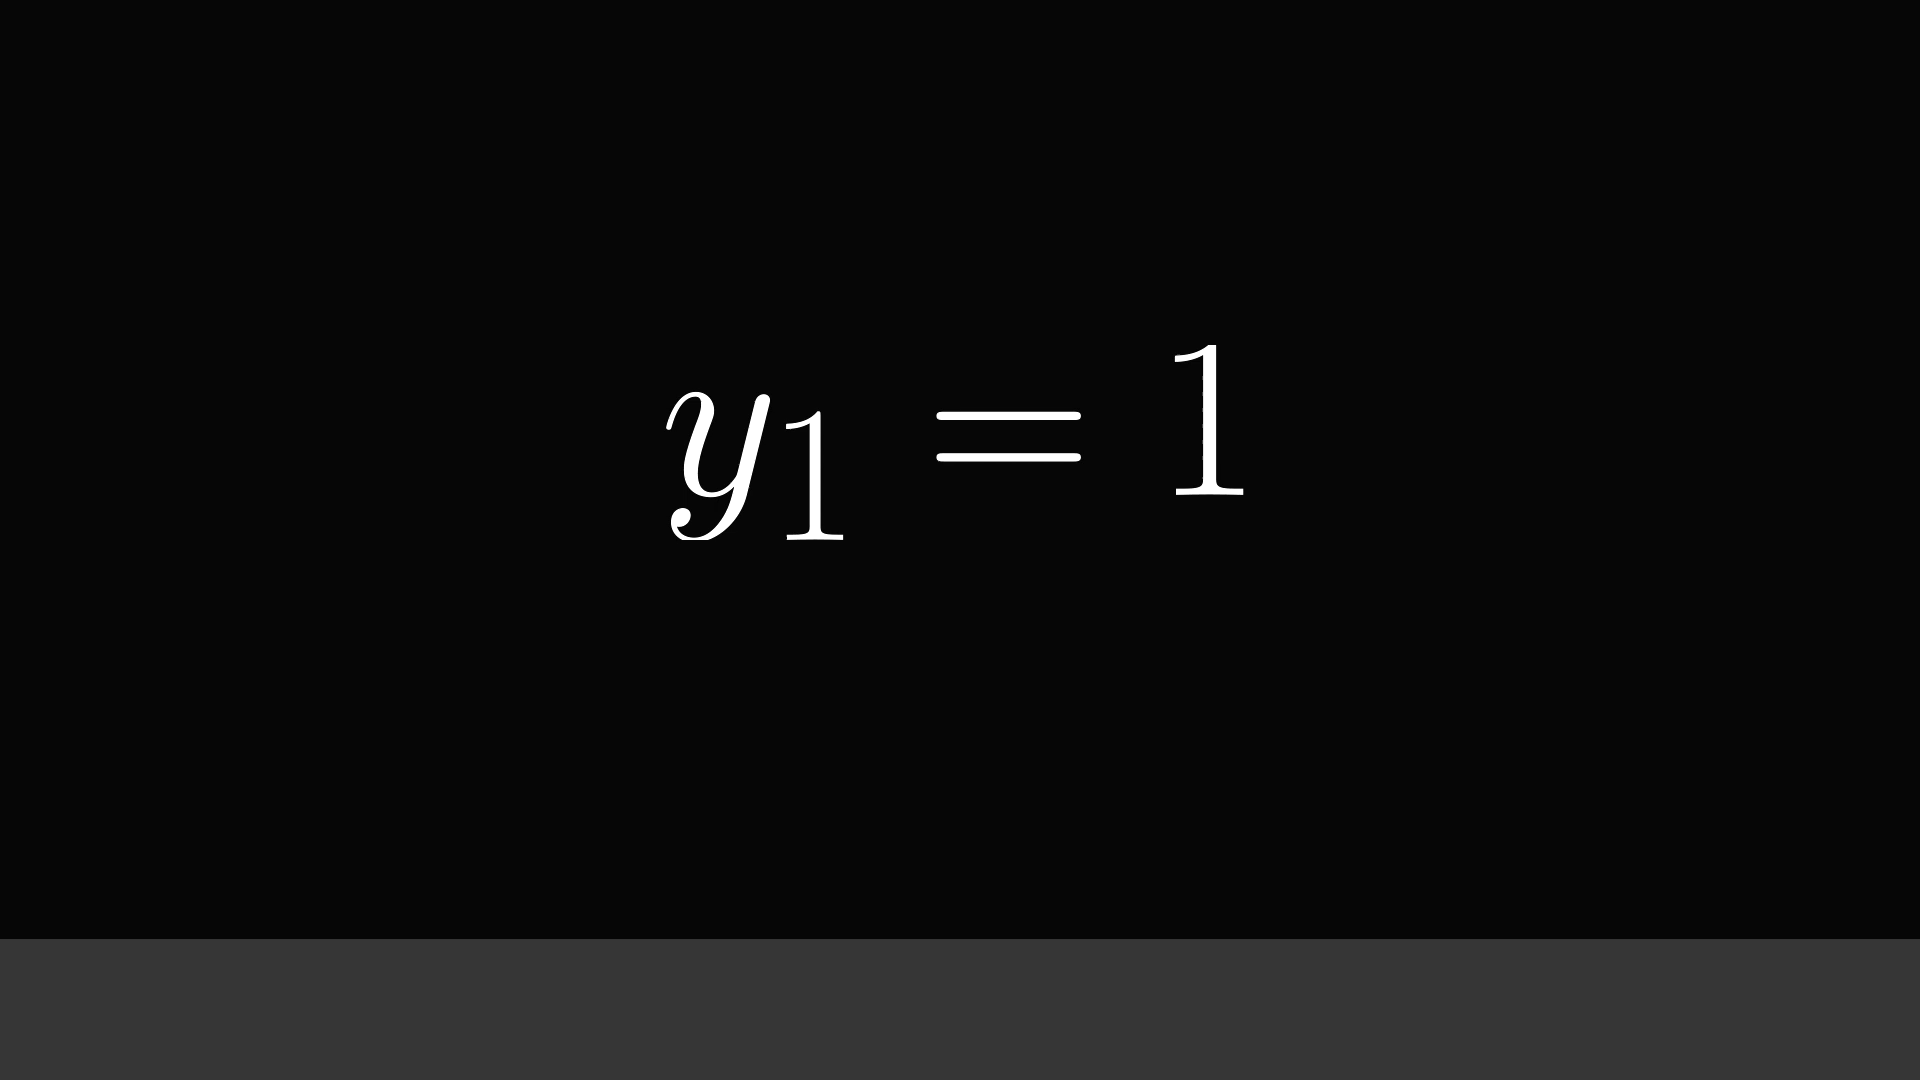 y₁ = 1